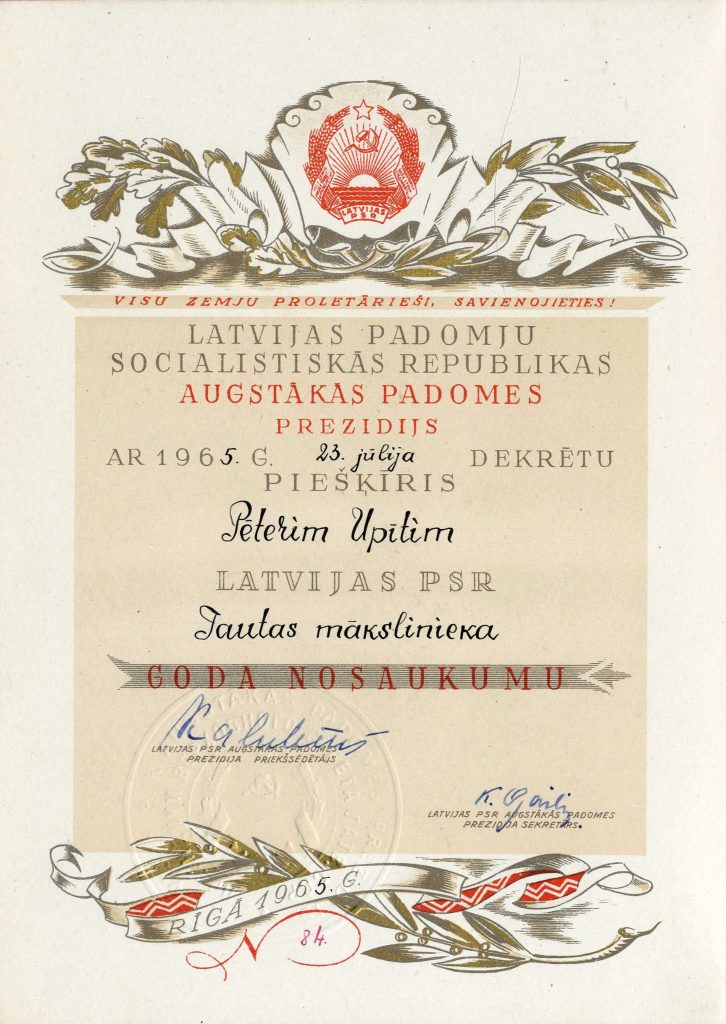 LATVIJAS
PSR
VISU ZEMJU PROLETĀRIEŠI, SAVIENOJIETIES!
LATVIJAS PADOMJU
SOCIALISTISKĀS REPUBLIKAS
AUGSTĀKĀS PADOMES
PREZIDIJS
AR 1965. G. 23. jūlija DEKRĒTU
PIEŠĶĪRIS
Pēterim Upītim
LATVIJAS PSR
Tautas mākslinieka
GODA NOSAUKUMU
LATVIJAS PSR AUGSTĀKĀS PADOMES
PREZIDIJA PRIEKŠSĒDĒTĀJS
K. Gailis
LATVIJAS PSR AUGSTĀKĀS PADOMES
PREZIDIJA SEKRETĀRS.
RĪGĀ 1965. G.
N 84.